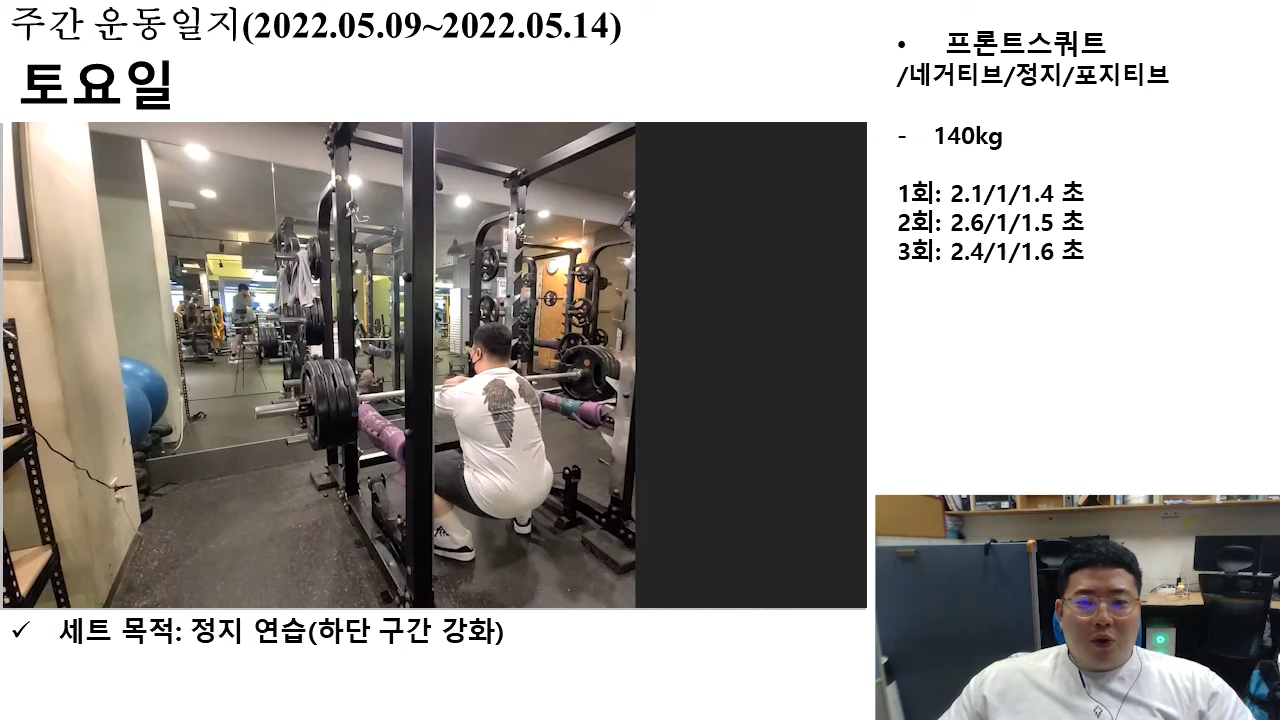 주간 운동일지(2022.05.09~2022.05.14)
토요일
• 프론트스쿼트
/네거티브/정지/포지티브
- 140kg
1회: 2.1/1/1.4 초
2회: 2.6/1/1.5 초
3회: 2.4/1/1.6 초
✓ 세트 목적: 정지 연습(하단 구간 강화)